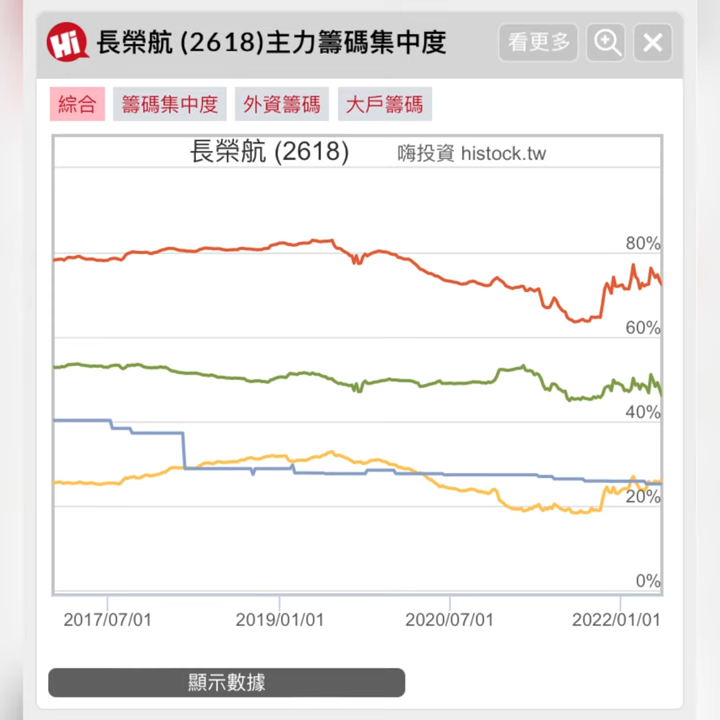 Hi 長榮航 (2618)主力籌碼集中度 看更多
綜合 籌碼集中度 外資籌碼 大戶籌碼
長榮航 (2618) 嗨投資 histock.tw
80%
60%
40%
20%
0%
2017/07/01 2019/01/01 2020/07/01 2022/01/01
顯示數據